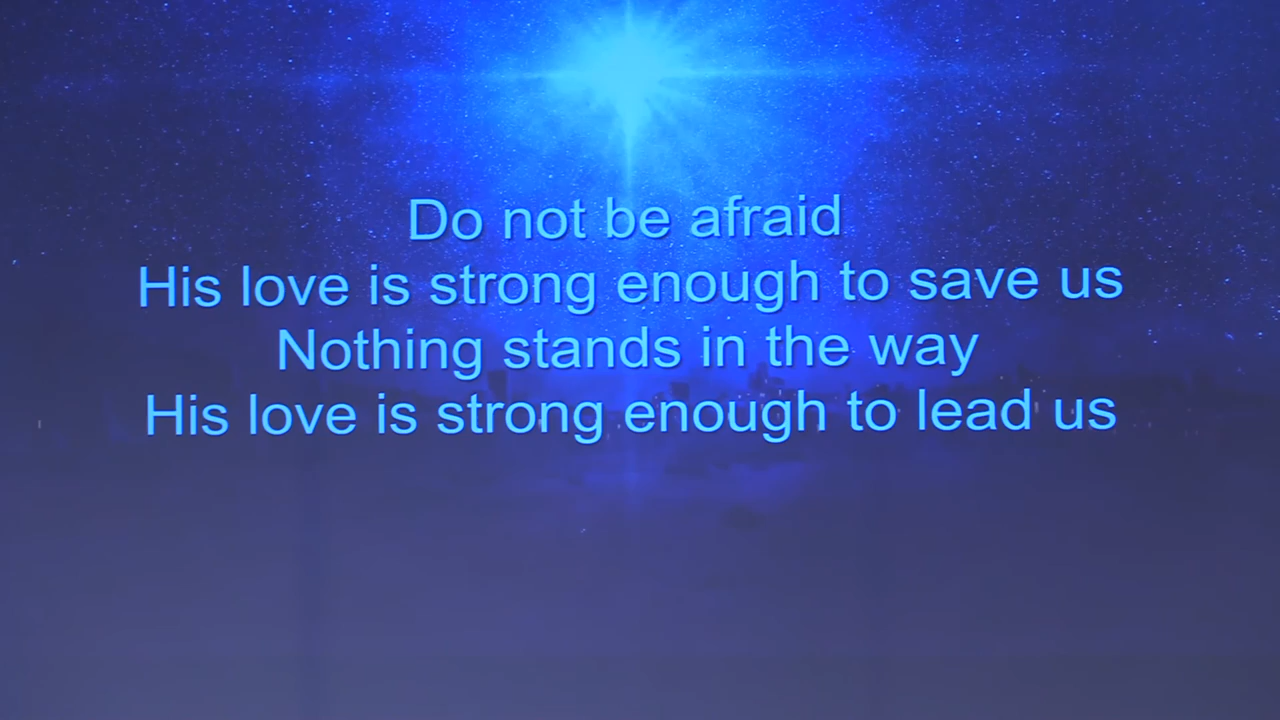 Do not be afraid
His love is strong enough to save us
Nothing stands in the way
His love is strong enough to lead us